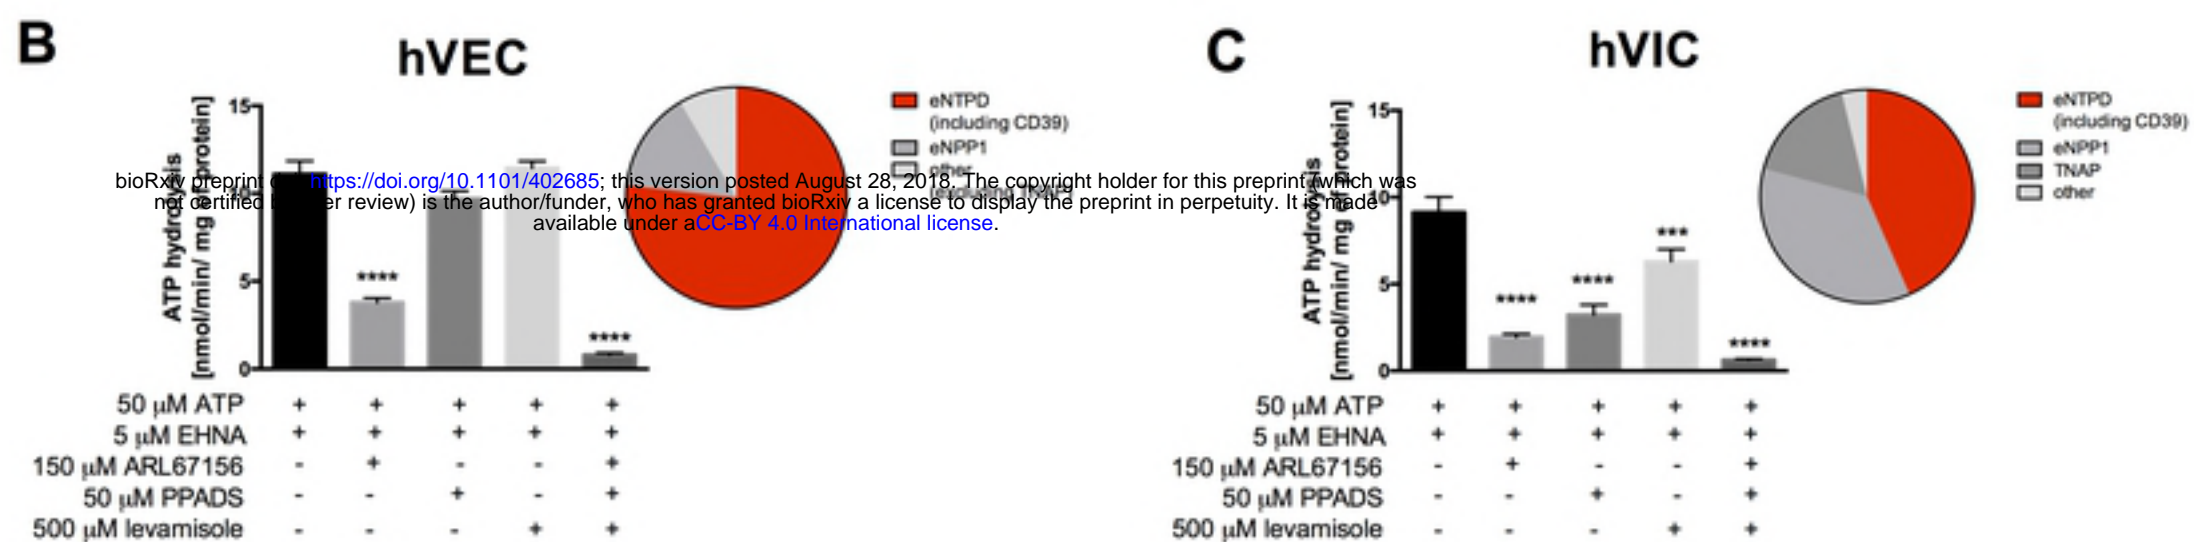 B
hVEC
ATP hydrolysis
[nmol/min/ mg of protein]
15
10
5
0
****
****
eNTPD
(including CD39)
eNPP1
other
(including TNAP)
50 µM ATP + + + + +
5 µM EHNA + + + + +
150 µM ARL67156 - + - - +
50 µM PPADS - - + - +
500 µM levamisole - - - + +
bioRxiv preprint https://doi.org/10.1101/402685; this version posted August 28, 2018. The copyright holder for this preprint (which was
not certified er review) is the author/funder, who has granted bioRxiv a license to display the preprint in perpetuity. It is made
available under aCC-BY 4.0 International license.
C
hVIC
ATP hydrolysis
[nmol/min/ mg of protein]
15
10
5
0
****
****
***
****
eNTPD
(including CD39)
eNPP1
TNAP
other
50 µM ATP + + + + +
5 µM EHNA + + + + +
150 µM ARL67156 - + - - +
50 µM PPADS - - + - +
500 µM levamisole - - - + +